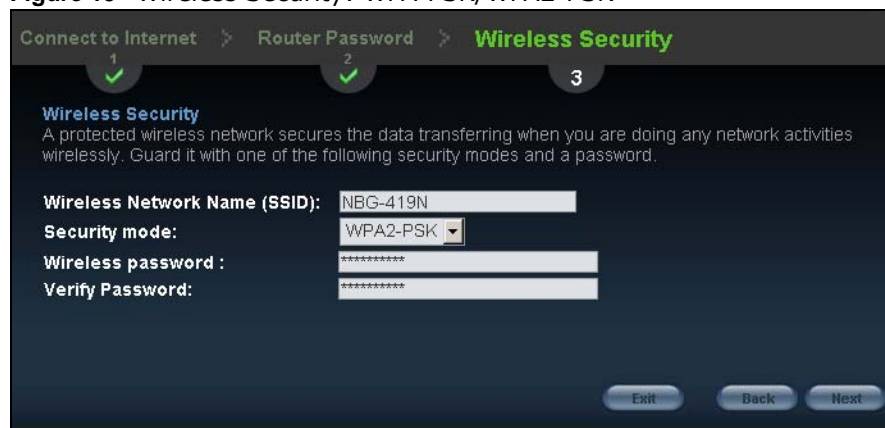 Connect to Internet > Router Password > Wireless Security
1 2 3
Wireless Security
A protected wireless network secures the data transferring when you are doing any network activities
wirelessly. Guard it with one of the following security modes and a password.
Wireless Network Name (SSID): NBG-419N
Security mode: WPA2-PSK
Wireless password : **********
Verify Password: **********
Exit Back Next